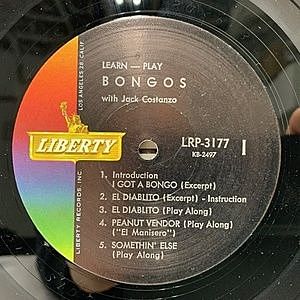 LEARN — PLAY
BONGOS
with Jack Costanzo
LIBERTY
LRP-3177
KB-2497
I
1. Introduction
I GOT A BONGO (Excerpt)
2. EL DIABLITO (Excerpt) - Instruction
3. EL DIABLITO (Play Along)
4. PEANUT VENDOR (Play Along)
("El Manisero")
5. SOMETHIN' ELSE
(Play Along)
LIBERTY RECORDS, INC.
LOS ANGELES 28, CALIF.